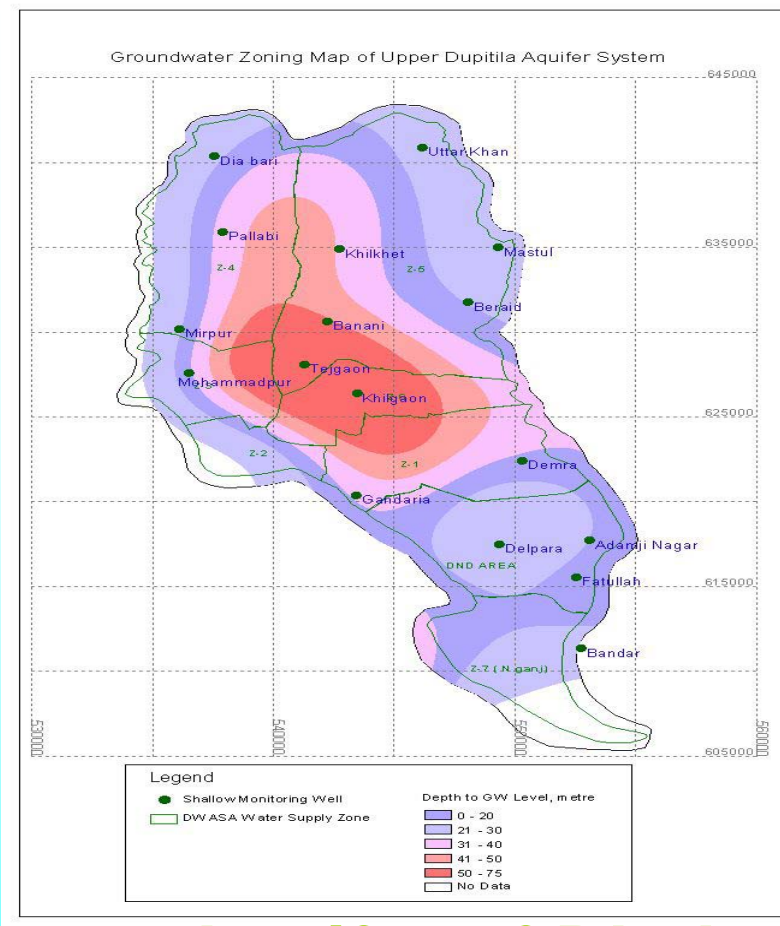 Groundwater Zoning Map of Upper Dupitila Aquifer System
645000
Dia bari
Uttar Khan
Pallabi
Khilkhet
635000
Mastul
Z-4
Z-5
Beraid
Banani
Mirpur
Tejgaon
Mohammadpur
Khilgaon
625000
Z-2
Z-1
Demra
Gandaria
Delpara
Adamji Nagar
DND AREA
Fatullah
615000
Bandar
Z-7 ( N ganj)
530000
540000
550000
560000
605000
Legend
Shallow Monitoring Well
DWASA Water Supply Zone
Depth to GW Level, metre
0 - 20
21 - 30
31 - 40
41 - 50
50 - 75
No Data